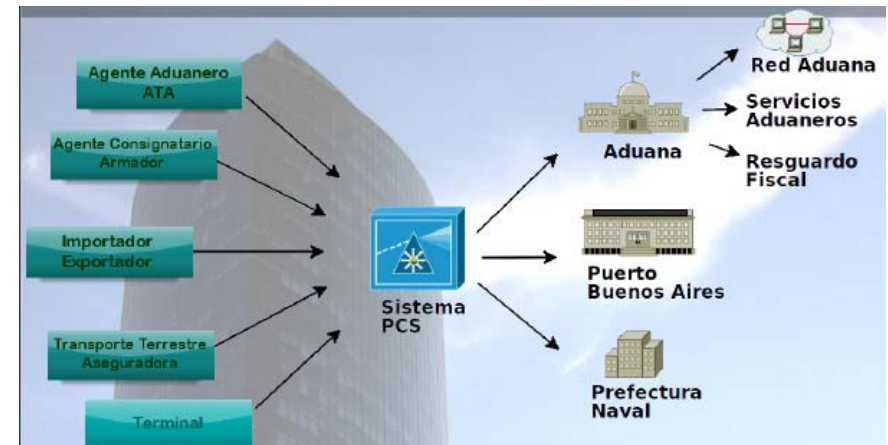 Agente Aduanero
ATA
Agente Consignatario
Armador
Importador
Exportador
Transporte Terrestre
Aseguradora
Terminal
Sistema
PCS
Aduana
Red Aduana
Servicios
Aduaneros
Resguardo
Fiscal
Puerto
Buenos Aires
Prefectura
Naval